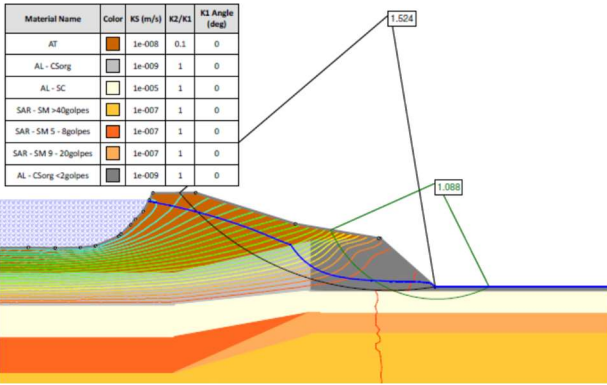 Material Name Color KS (m/s) K2/K1 K1 Angle (deg)
AT 1e-008 0.1 0
AL - CSorg 1e-009 1 0
AL - SC 1e-005 1 0
SAR - SM >40golpes 1e-007 1 0
SAR - SM 5 - 8golpes 1e-007 1 0
SAR - SM 9 - 20golpes 1e-007 1 0
AL - CSorg <2golpes 1e-009 1 0
1.524
1.088